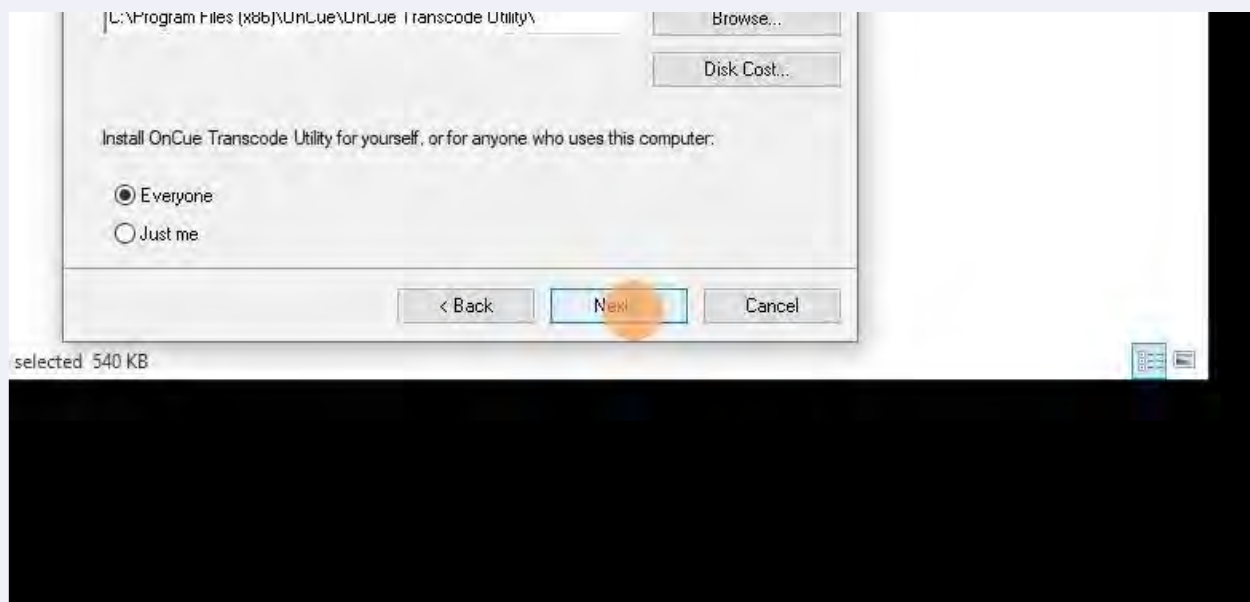 C:\Program Files (x86)\OnCue\OnCue Transcode Utility\
Browse...
Disk Cost...
Install OnCue Transcode Utility for yourself, or for anyone who uses this computer:
Everyone
Just me
< Back
Next
Cancel
selected 540 KB